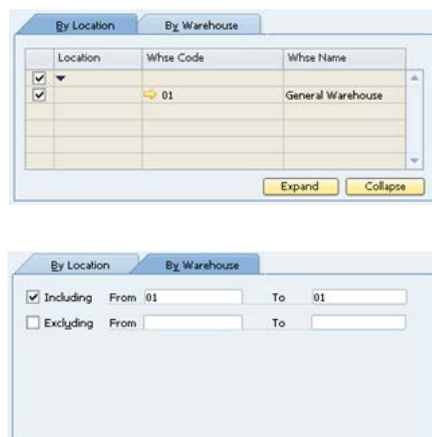 By Location By Warehouse
Location Whse Code Whse Name
01 General Warehouse
Expand Collapse
By Location By Warehouse
Including From 01 To 01
Excluding From To